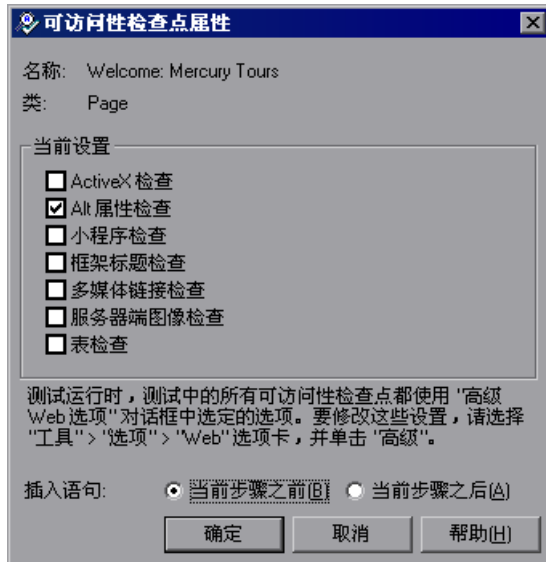 可访问性检查点属性
名称: Welcome: Mercury Tours
类: Page
当前设置
ActiveX 检查
Alt 属性检查
小程序检查
框架标题检查
多媒体链接检查
服务器端图像检查
表检查
测试运行时，测试中的所有可访问性检查点都使用 "高级
Web 选项" 对话框中选定的选项。要修改这些设置，请选择
"工具" > "选项" > "Web" 选项卡，并单击 "高级"。
插入语句: 当前步骤之前(B) 当前步骤之后(A)
确定 取消 帮助(H)